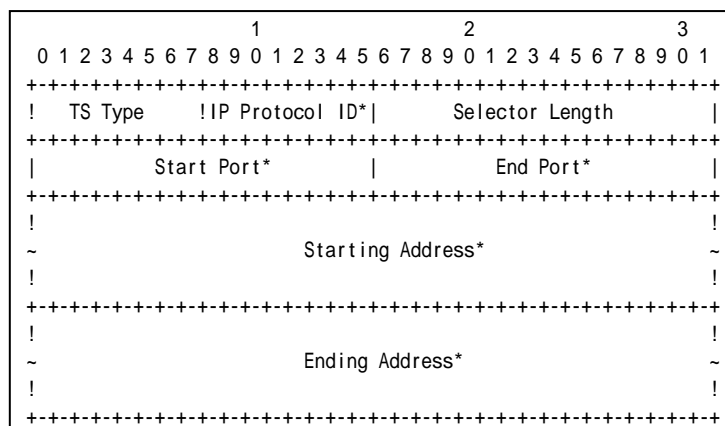 1                   2                   3
 0 1 2 3 4 5 6 7 8 9 0 1 2 3 4 5 6 7 8 9 0 1 2 3 4 5 6 7 8 9 0 1
+-+-+-+-+-+-+-+-+-+-+-+-+-+-+-+-+-+-+-+-+-+-+-+-+-+-+-+-+-+-+-+-+
!   TS Type     !IP Protocol ID*|       Selector Length         |
+-+-+-+-+-+-+-+-+-+-+-+-+-+-+-+-+-+-+-+-+-+-+-+-+-+-+-+-+-+-+-+-+
|           Start Port*         |           End Port*           |
+-+-+-+-+-+-+-+-+-+-+-+-+-+-+-+-+-+-+-+-+-+-+-+-+-+-+-+-+-+-+-+-+
!                                                               !
~                         Starting Address*                     ~
!                                                               !
+-+-+-+-+-+-+-+-+-+-+-+-+-+-+-+-+-+-+-+-+-+-+-+-+-+-+-+-+-+-+-+-+
!                                                               !
~                         Ending Address*                       ~
!                                                               !
+-+-+-+-+-+-+-+-+-+-+-+-+-+-+-+-+-+-+-+-+-+-+-+-+-+-+-+-+-+-+-+-+